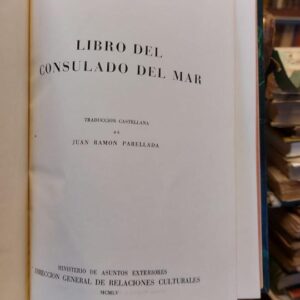 LIBRO DEL
CONSULADO DEL MAR
TRADUCCION CASTELLANA
DE
JUAN RAMON PARELLADA
MINISTERIO DE ASUNTOS EXTERIORES
DIRECCION GENERAL DE RELACIONES CULTURALES
MCMLV